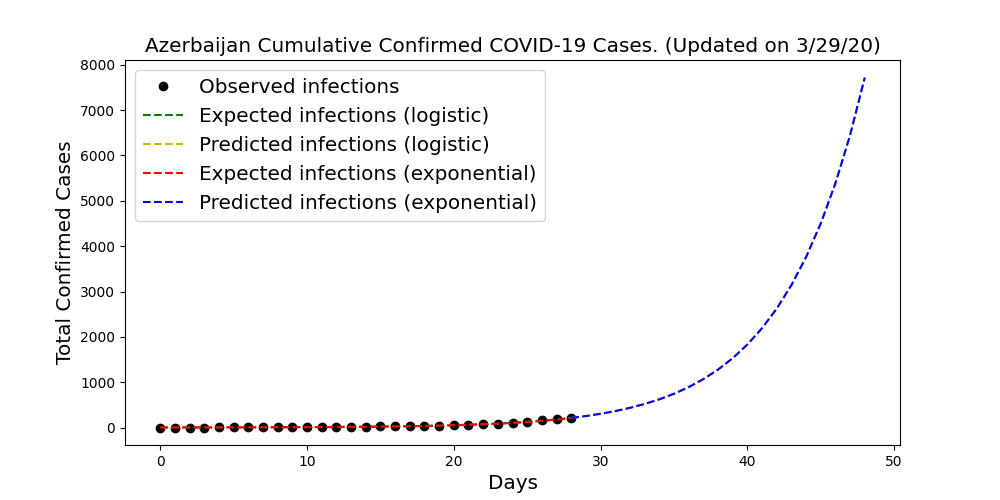 Azerbaijan Cumulative Confirmed COVID-19 Cases. (Updated on 3/29/20)
8000
7000
6000
5000
4000
3000
2000
1000
0
Total Confirmed Cases
Observed infections
Expected infections (logistic)
Predicted infections (logistic)
Expected infections (exponential)
Predicted infections (exponential)
0 10 20 30 40 50
Days